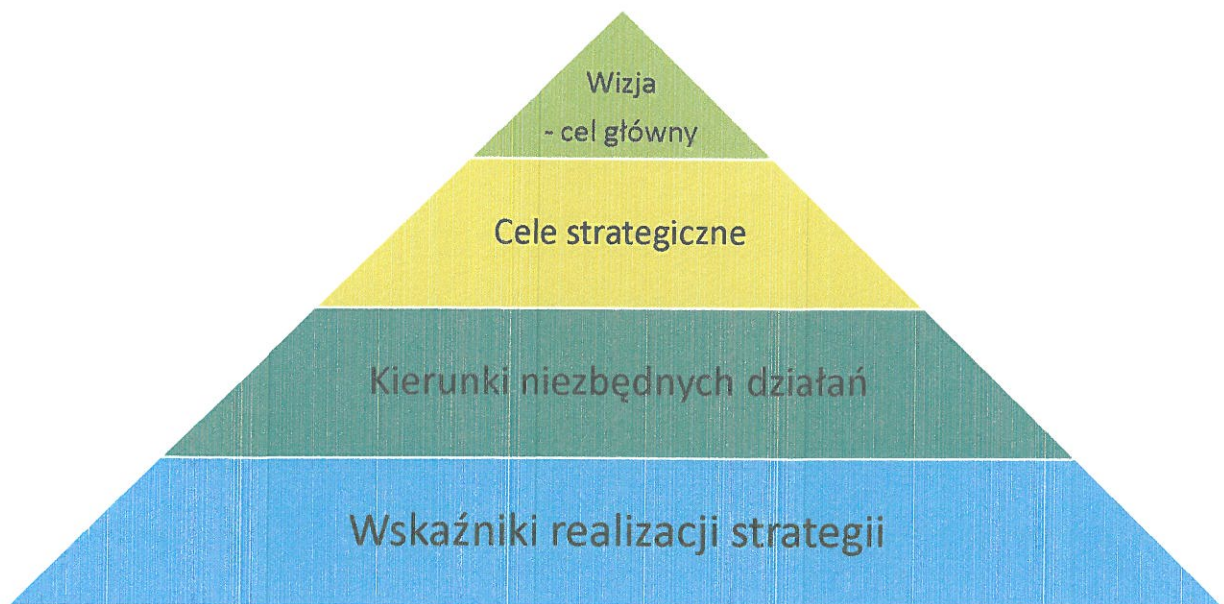 Wizja
- cel główny
Cele strategiczne
Kierunki niezbędnych działań
Wskaźniki realizacji strategii